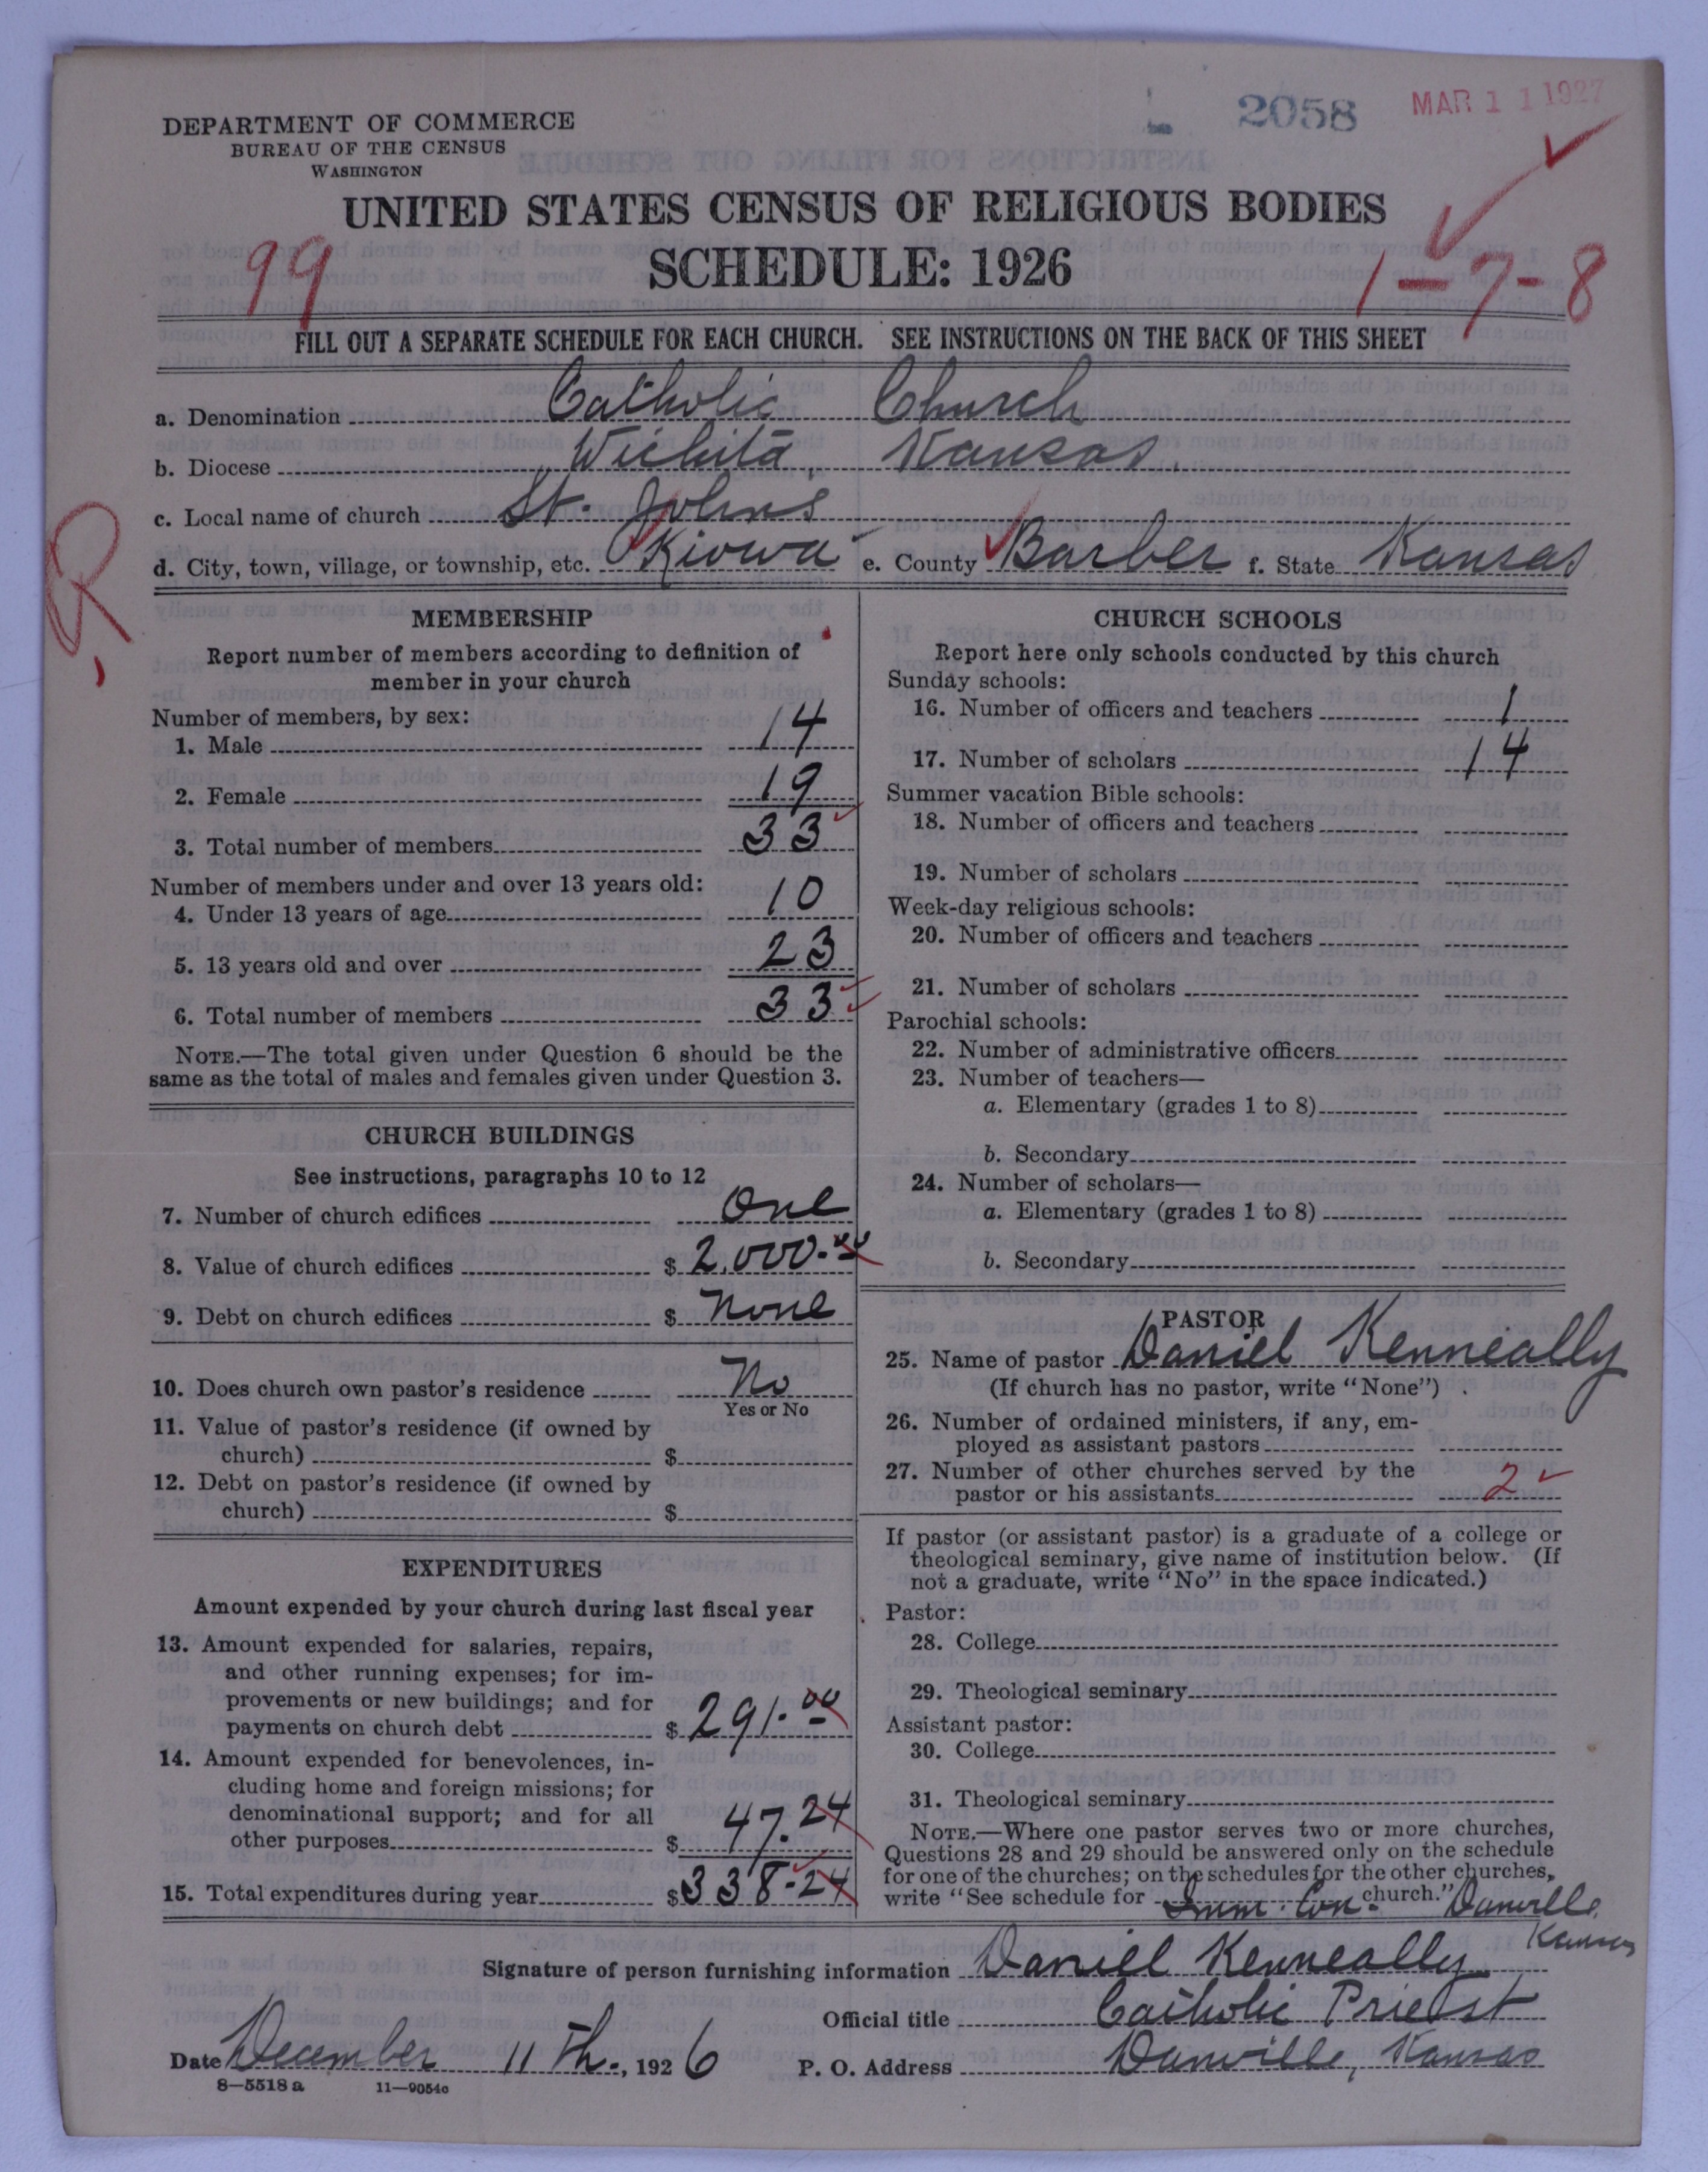 2058
MAR 11 1927
DEPARTMENT OF COMMERCE
BUREAU OF THE CENSUS
WASHINGTON
UNITED STATES CENSUS OF RELIGIOUS BODIES
99
SCHEDULE: 1926
1-7-8
FILL OUT A SEPARATE SCHEDULE FOR EACH CHURCH. SEE INSTRUCTIONS ON THE BACK OF THIS SHEET
a. Denomination Catholic Church
b. Diocese Wichita, Kansas.
c. Local name of church St. Johns
d. City, town, village, or township, etc. Kiowa e. County Barber f. State Kansas
R
MEMBERSHIP
Report number of members according to definition of
member in your church
Number of members, by sex:
1. Male 14
2. Female 19
3. Total number of members 33
Number of members under and over 13 years old:
4. Under 13 years of age 10
5. 13 years old and over 23
6. Total number of members 33
NOTE.—The total given under Question 6 should be the
same as the total of males and females given under Question 3.
CHURCH BUILDINGS
See instructions, paragraphs 10 to 12
7. Number of church edifices One
8. Value of church edifices $ 2,000.00
9. Debt on church edifices $ None
10. Does church own pastor's residence No
Yes or No
11. Value of pastor's residence (if owned by
church) $
12. Debt on pastor's residence (if owned by
church) $
EXPENDITURES
Amount expended by your church during last fiscal year
13. Amount expended for salaries, repairs,
and other running expenses; for im-
provements or new buildings; and for
payments on church debt $ 291.00
14. Amount expended for benevolences, in-
cluding home and foreign missions; for
denominational support; and for all
other purposes $ 47.24
15. Total expenditures during year $ 338.24
CHURCH SCHOOLS
Report here only schools conducted by this church
Sunday schools:
16. Number of officers and teachers 1
17. Number of scholars 14
Summer vacation Bible schools:
18. Number of officers and teachers
19. Number of scholars
Week-day religious schools:
20. Number of officers and teachers
21. Number of scholars
Parochial schools:
22. Number of administrative officers
23. Number of teachers—
a. Elementary (grades 1 to 8)
b. Secondary
24. Number of scholars—
a. Elementary (grades 1 to 8)
b. Secondary
PASTOR
25. Name of pastor Daniel Kenneally
(If church has no pastor, write "None")
26. Number of ordained ministers, if any, em-
ployed as assistant pastors
27. Number of other churches served by the
pastor or his assistants 2
If pastor (or assistant pastor) is a graduate of a college or
theological seminary, give name of institution below. (If
not a graduate, write "No" in the space indicated.)
Pastor:
28. College
29. Theological seminary
Assistant pastor:
30. College
31. Theological seminary
NOTE.—Where one pastor serves two or more churches,
Questions 28 and 29 should be answered only on the schedule
for one of the churches; on the schedules for the other churches,
write "See schedule for Imm. Con. church." Danville,
Kansas
Signature of person furnishing information Daniel Kenneally
Official title Catholic Priest
Date December 11th., 1926 P. O. Address Danville, Kansas
8—5518 a 11—9054c